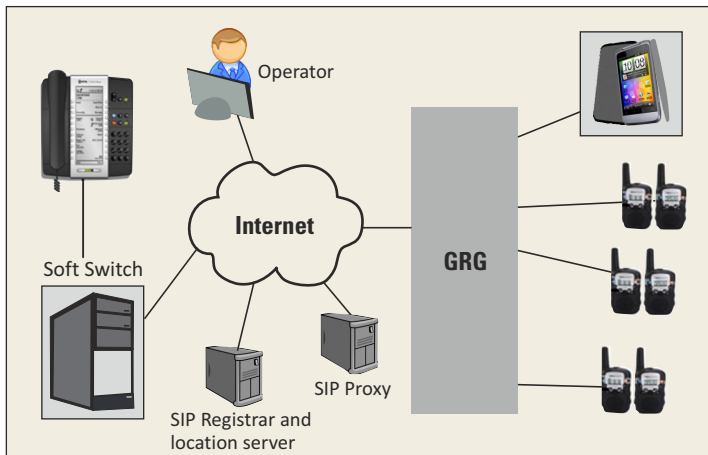 Operator
Internet
GRG
Soft Switch
SIP Proxy
SIP Registrar and
location server